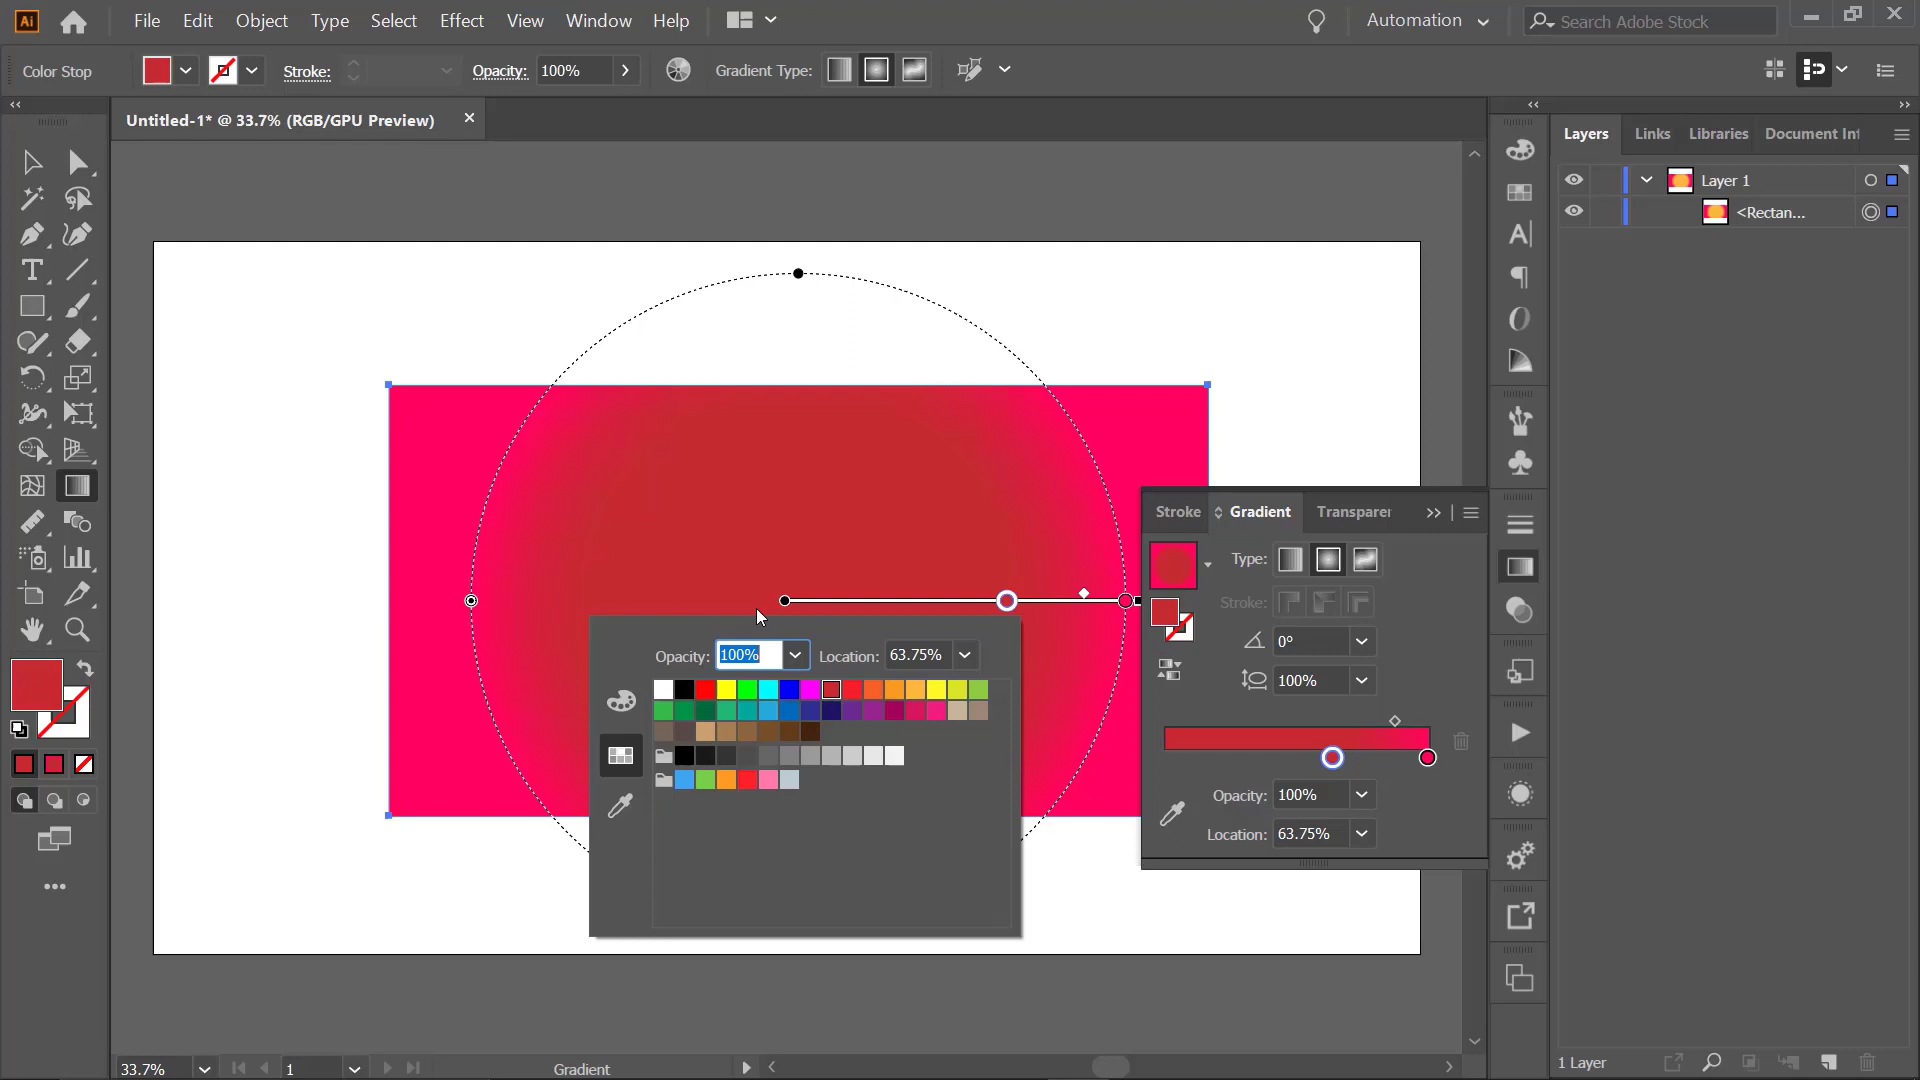 Ai File Edit Object Type Select Effect View Window Help Automation Search Adobe Stock
Color Stop Stroke: Opacity: 100% Gradient Type:
Untitled-1* @ 33.7% (RGB/GPU Preview)
Layers Links Libraries Document Inf
Layer 1
<Rectan...
Stroke Gradient Transparer
Type:
Stroke:
0°
100%
Opacity: 100%
Location: 63.75%
Opacity: 100% Location: 63.75%
33.7% 1 Gradient
1 Layer